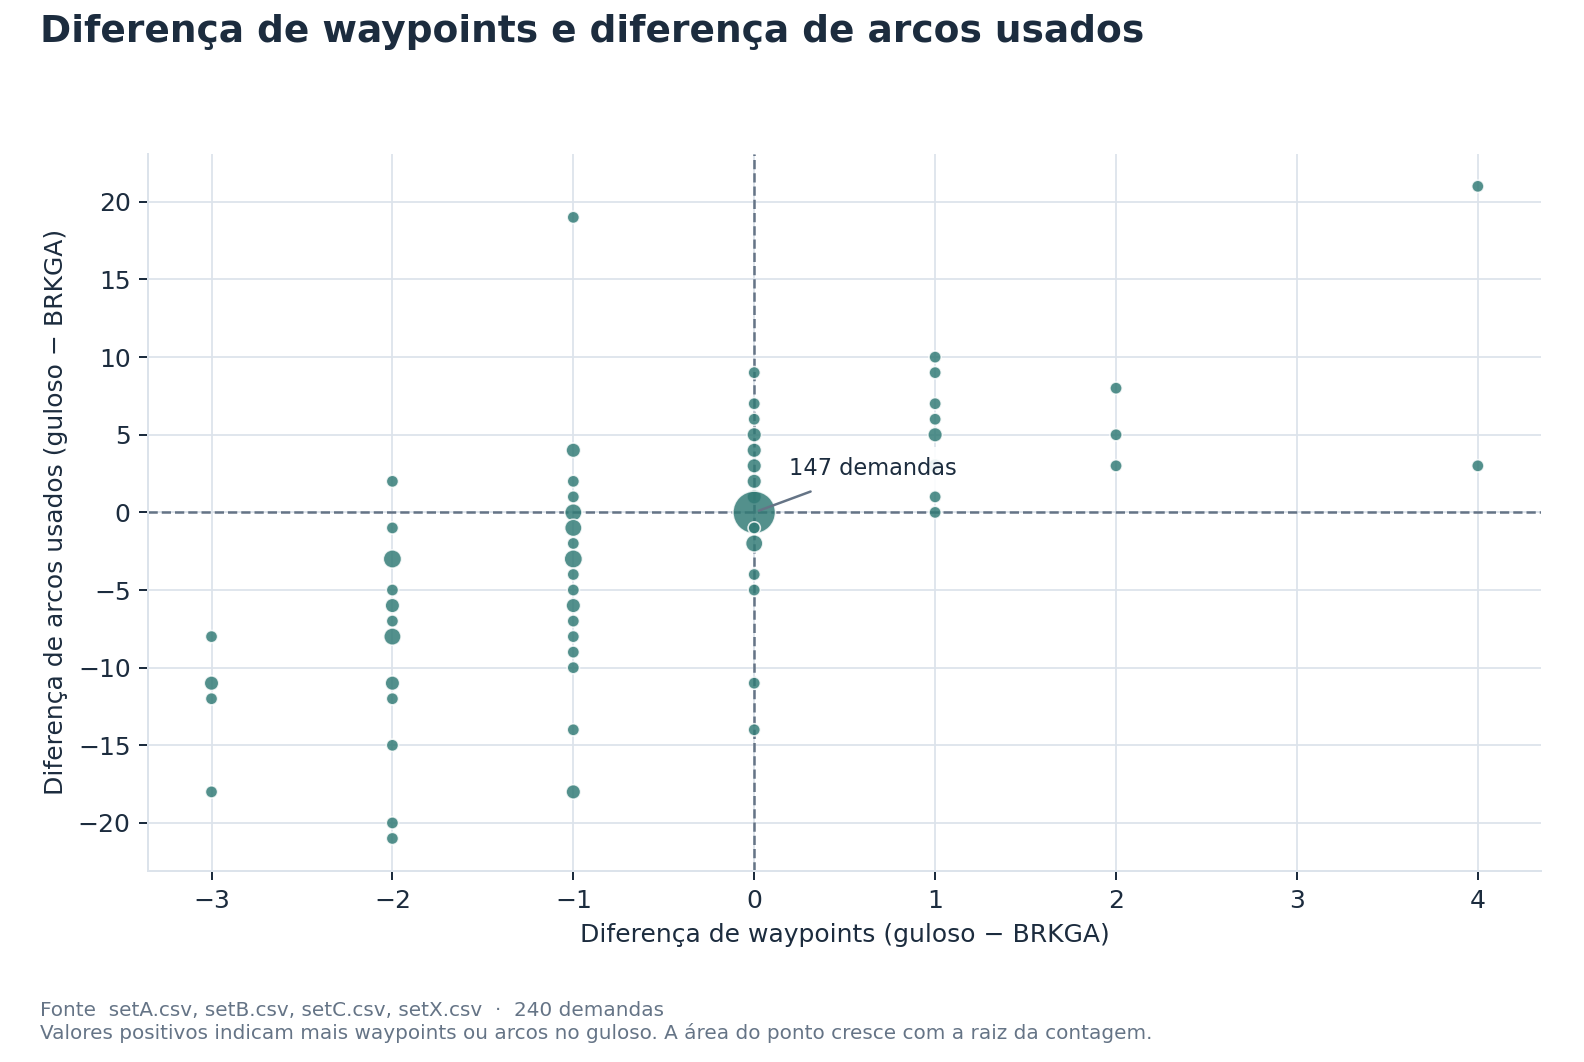 Diferença de waypoints e diferença de arcos usados
Diferença de arcos usados (guloso − BRKGA)
20
15
10
5
0
−5
−10
−15
−20
147 demandas
−3
−2
−1
0
1
2
3
4
Diferença de waypoints (guloso − BRKGA)
Fonte  setA.csv, setB.csv, setC.csv, setX.csv  ·  240 demandas
Valores positivos indicam mais waypoints ou arcos no guloso. A área do ponto cresce com a raiz da contagem.